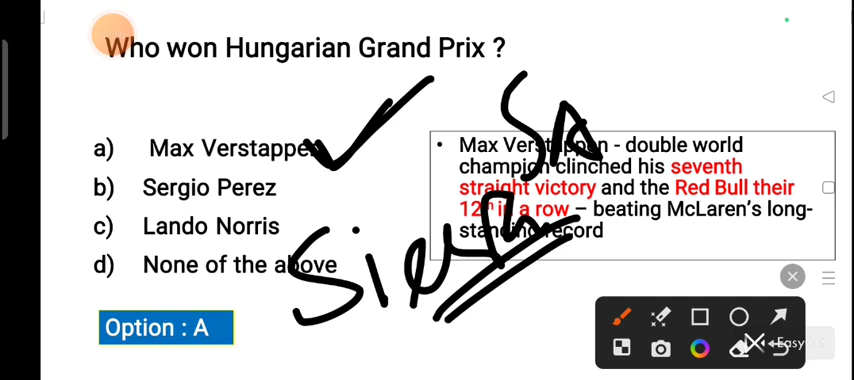 Who won Hungarian Grand Prix ?
a) Max Verstappen
b) Sergio Perez
c) Lando Norris
d) None of the above
Option : A
SA
• Max Verstappen - double world
champion clinched his seventh
straight victory and the Red Bull their
12th in a row – beating McLaren's long-
standing record